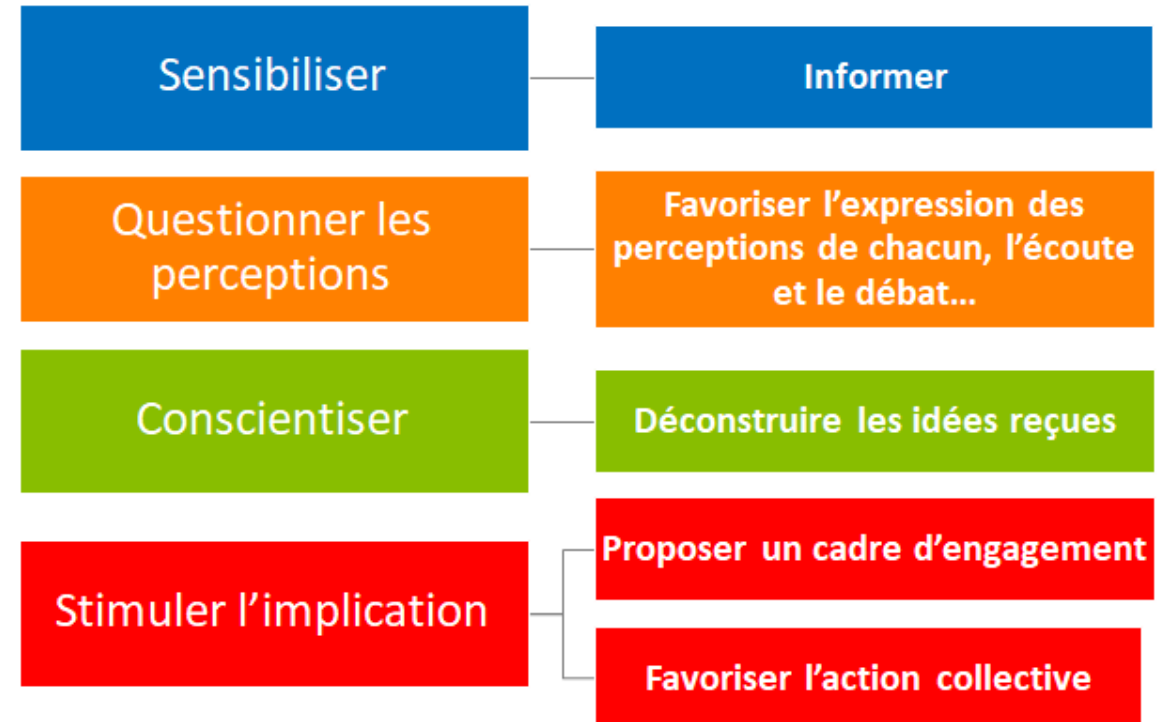 Sensibiliser
Informer
Questionner les
perceptions
Favoriser l’expression des
perceptions de chacun, l’écoute
et le débat…
Conscientiser
Déconstruire les idées reçues
Stimuler l’implication
Proposer un cadre d’engagement
Favoriser l’action collective